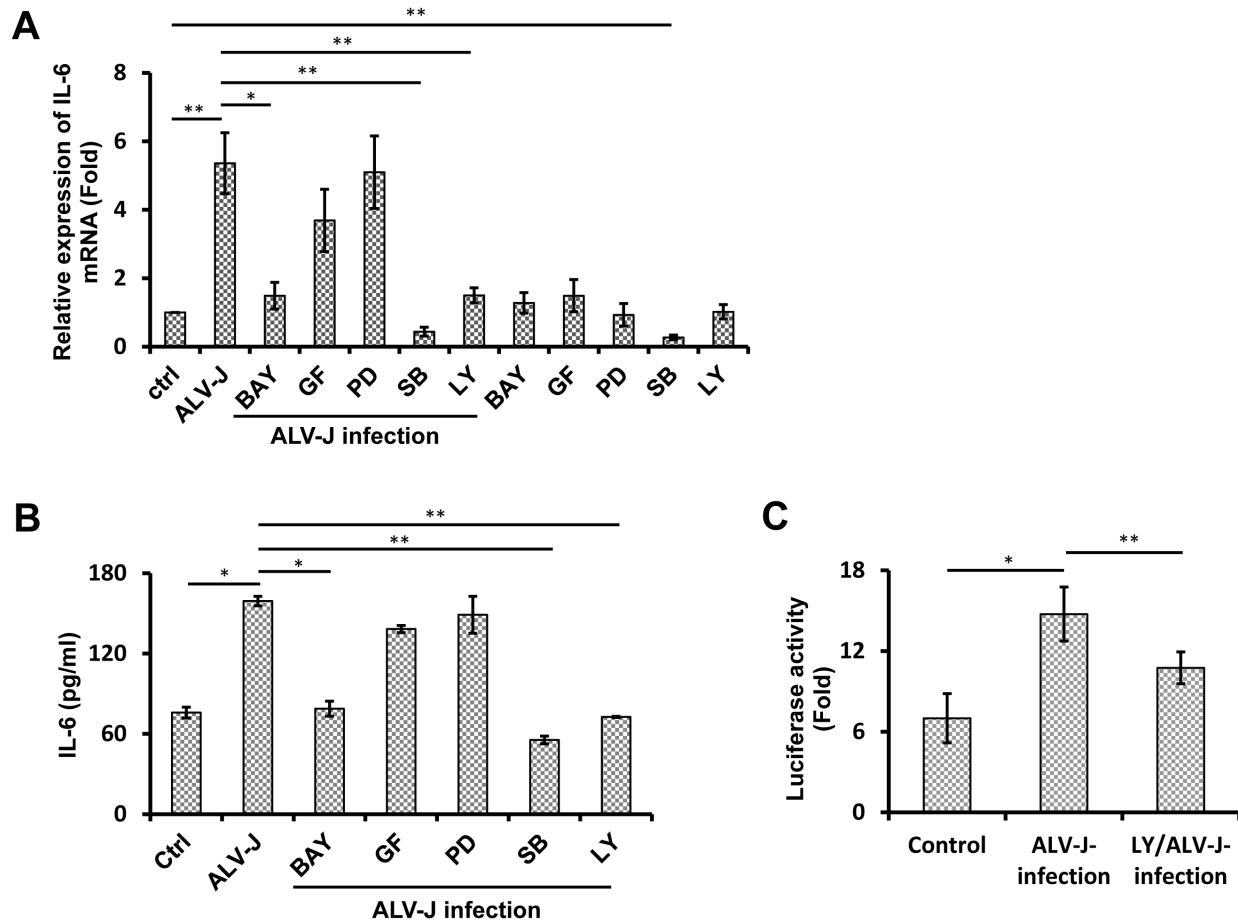 A
**
**
**
**
*
Relative expression of IL-6
mRNA (Fold)
8
6
4
2
0
ctrl
ALV-J
BAY
GF
PD
SB
LY
BAY
GF
PD
SB
LY
ALV-J infection
B
**
**
*
*
IL-6 (pg/ml)
180
120
60
0
Ctrl
ALV-J
BAY
GF
PD
SB
LY
ALV-J infection
C
*
**
Luciferase activity
(Fold)
18
12
6
0
Control
ALV-J-
infection
LY/ALV-J-
infection